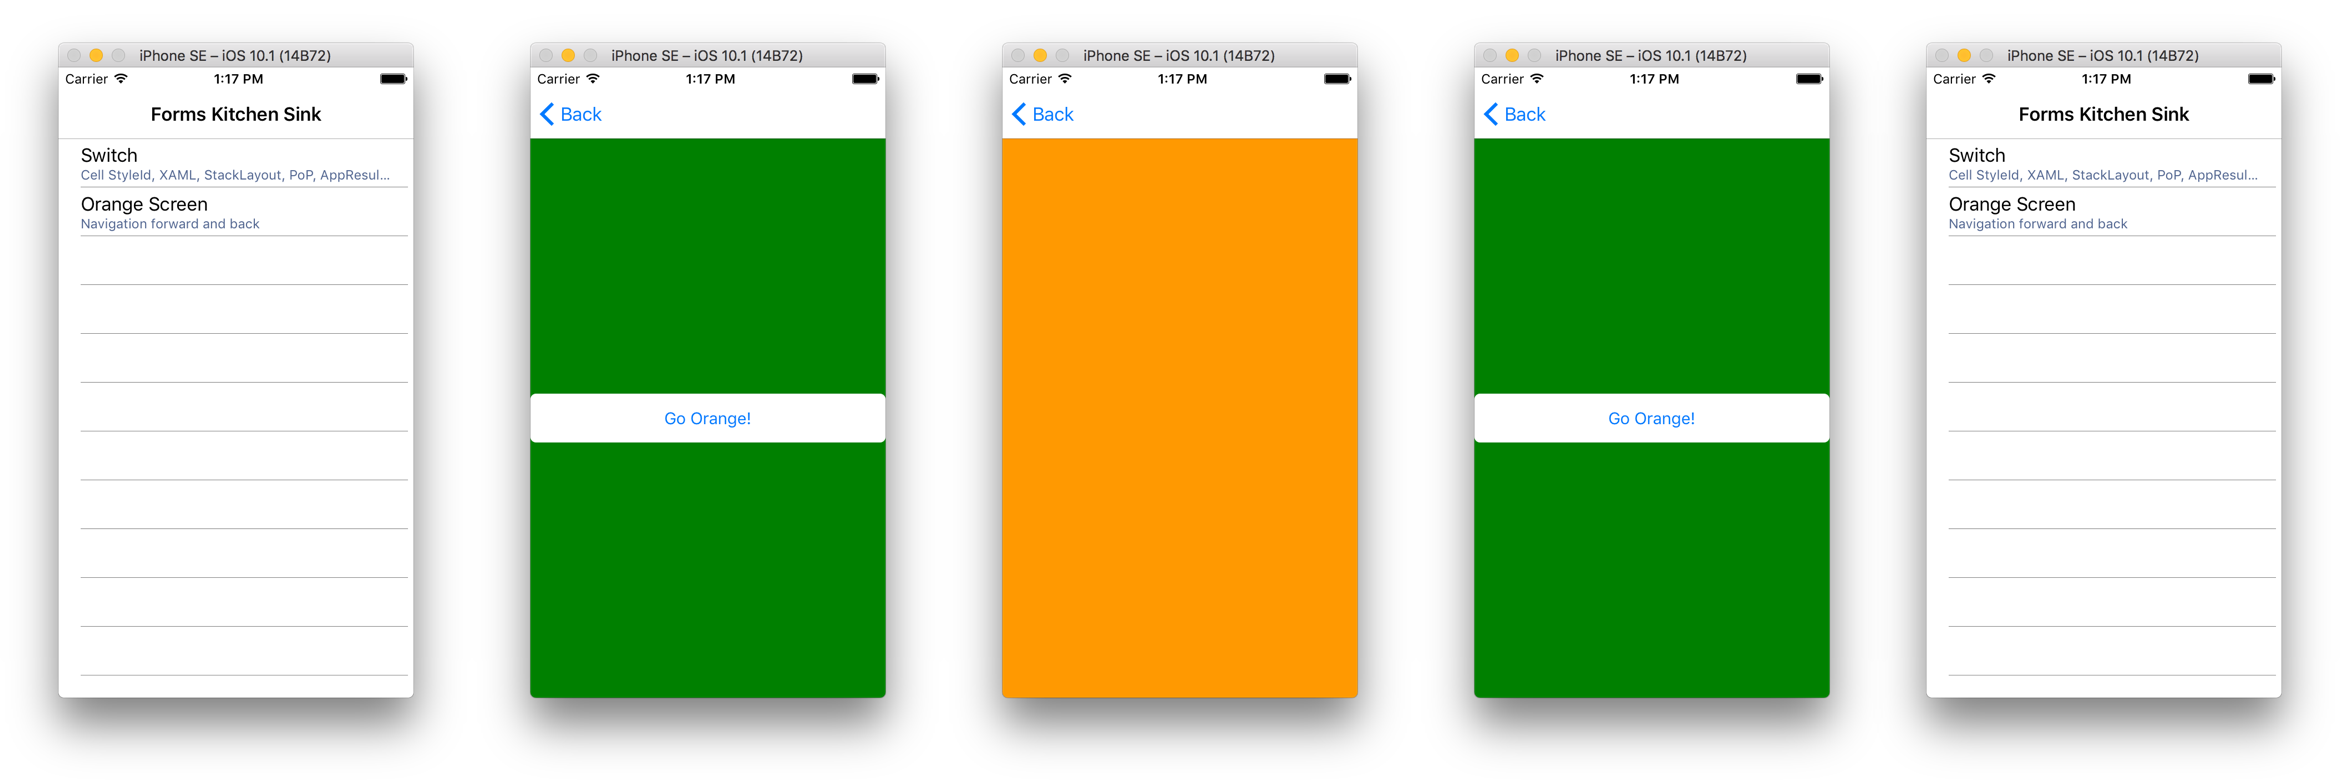 iPhone SE – iOS 10.1 (14B72)
Carrier 1:17 PM
Forms Kitchen Sink
Switch
Cell StyleId, XAML, StackLayout, PoP, AppResul...
Orange Screen
Navigation forward and back
iPhone SE – iOS 10.1 (14B72)
Carrier 1:17 PM
Back
Go Orange!
iPhone SE – iOS 10.1 (14B72)
Carrier 1:17 PM
Back
iPhone SE – iOS 10.1 (14B72)
Carrier 1:17 PM
Back
Go Orange!
iPhone SE – iOS 10.1 (14B72)
Carrier 1:17 PM
Forms Kitchen Sink
Switch
Cell StyleId, XAML, StackLayout, PoP, AppResul...
Orange Screen
Navigation forward and back